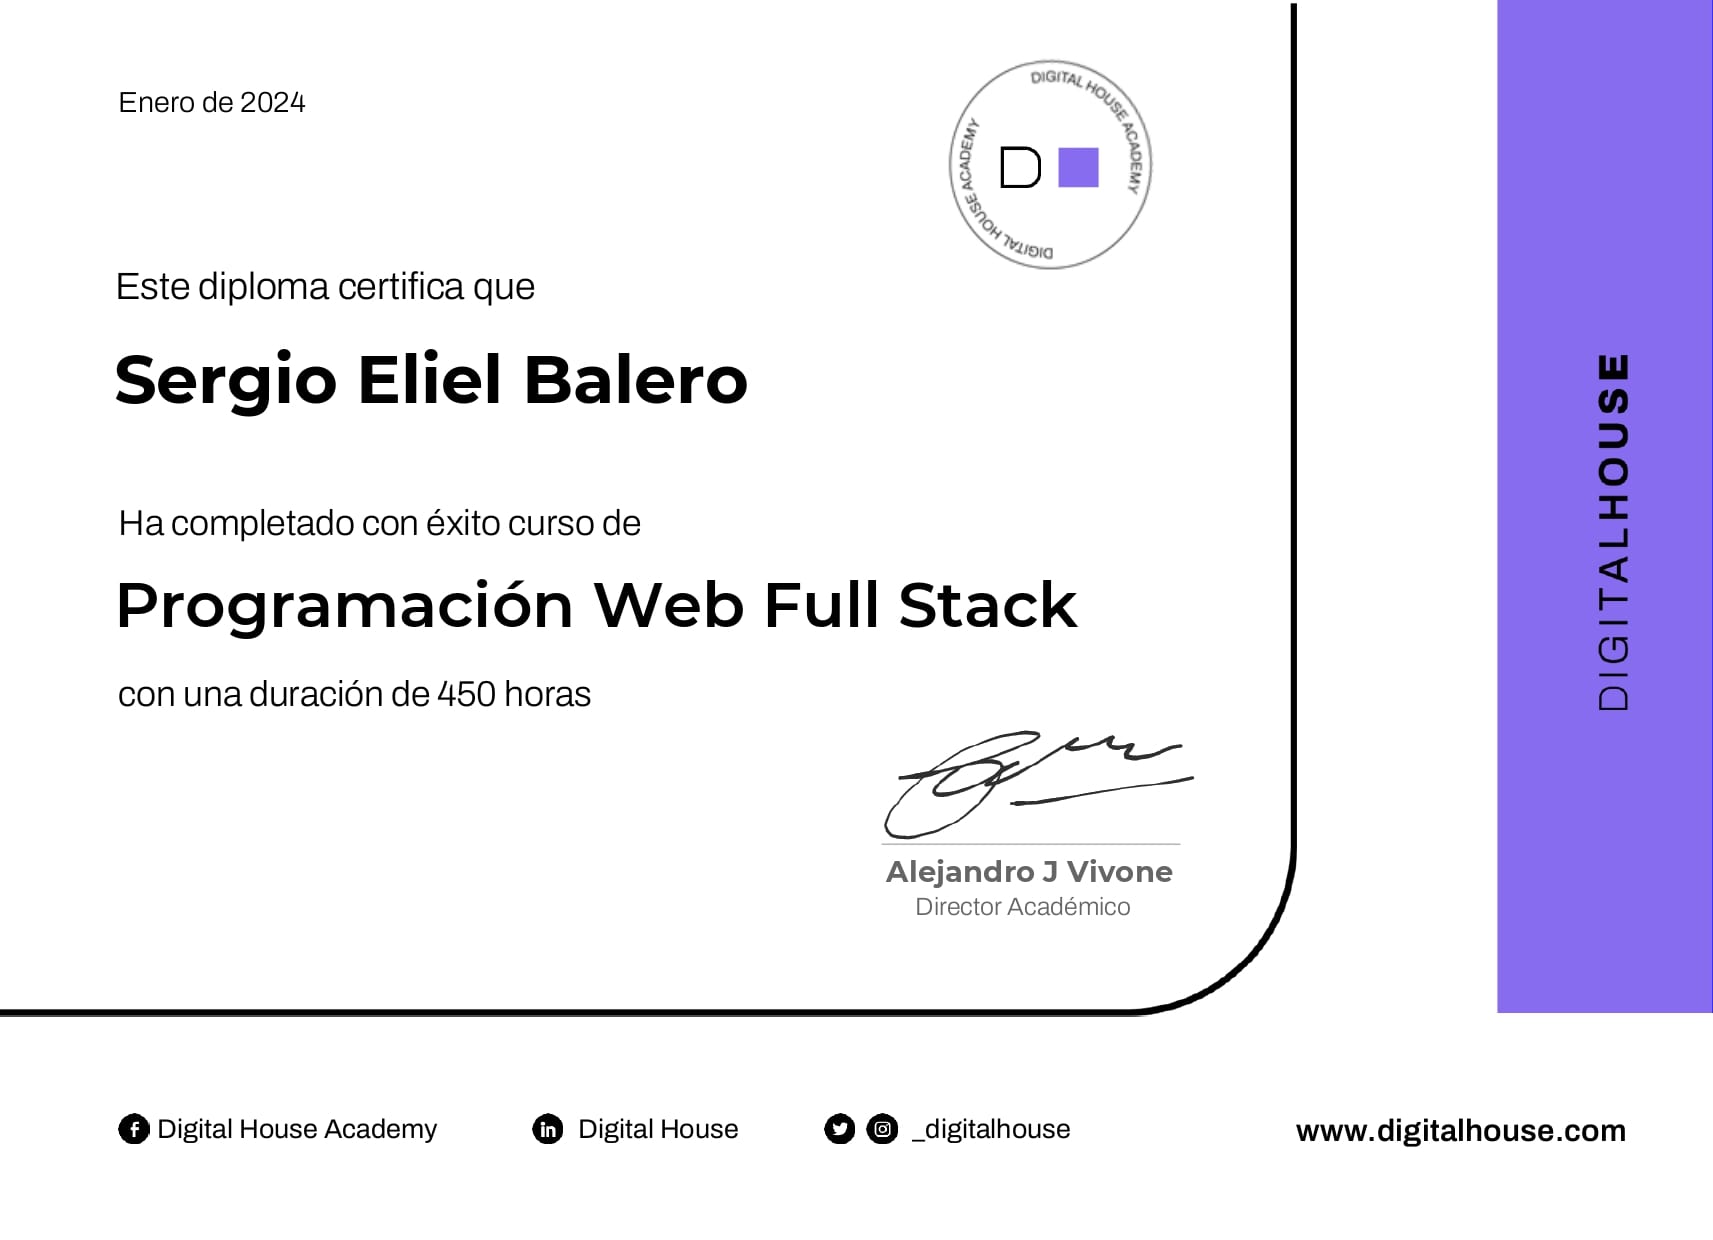 Enero de 2024
DIGITAL HOUSE ACADEMY
DIGITAL HOUSE ACADEMY
D
Este diploma certifica que
Sergio Eliel Balero
Ha completado con éxito curso de
Programación Web Full Stack
con una duración de 450 horas
Alejandro J Vivone
Director Académico
DIGITALHOUSE
Digital House Academy
Digital House
_digitalhouse
www.digitalhouse.com